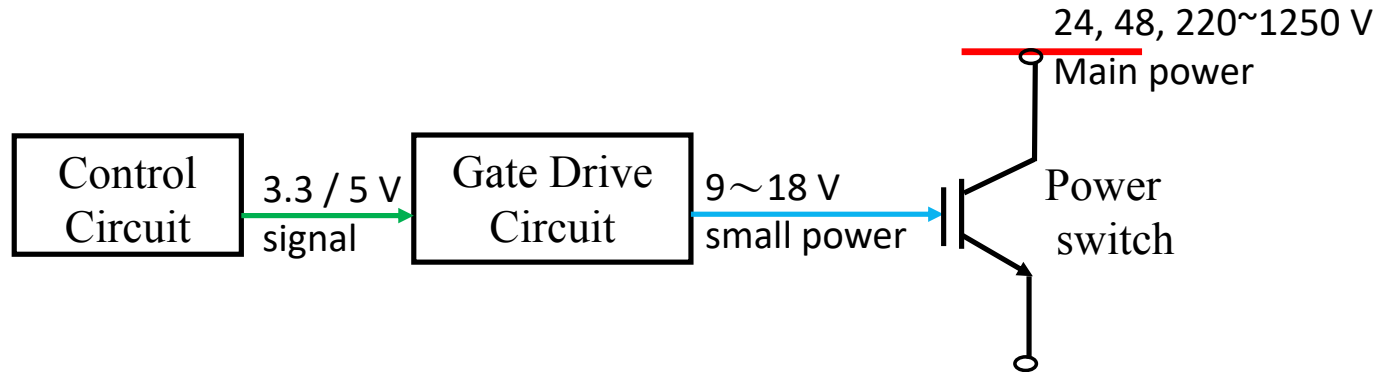 24, 48, 220~1250 V
Main power
Control
Circuit
3.3 / 5 V
signal
Gate Drive
Circuit
9～18 V
small power
Power
switch